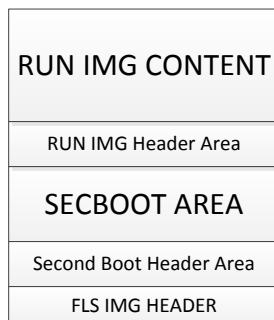 RUN IMG CONTENT
RUN IMG Header Area
SECBOOT AREA
Second Boot Header Area
FLS IMG HEADER